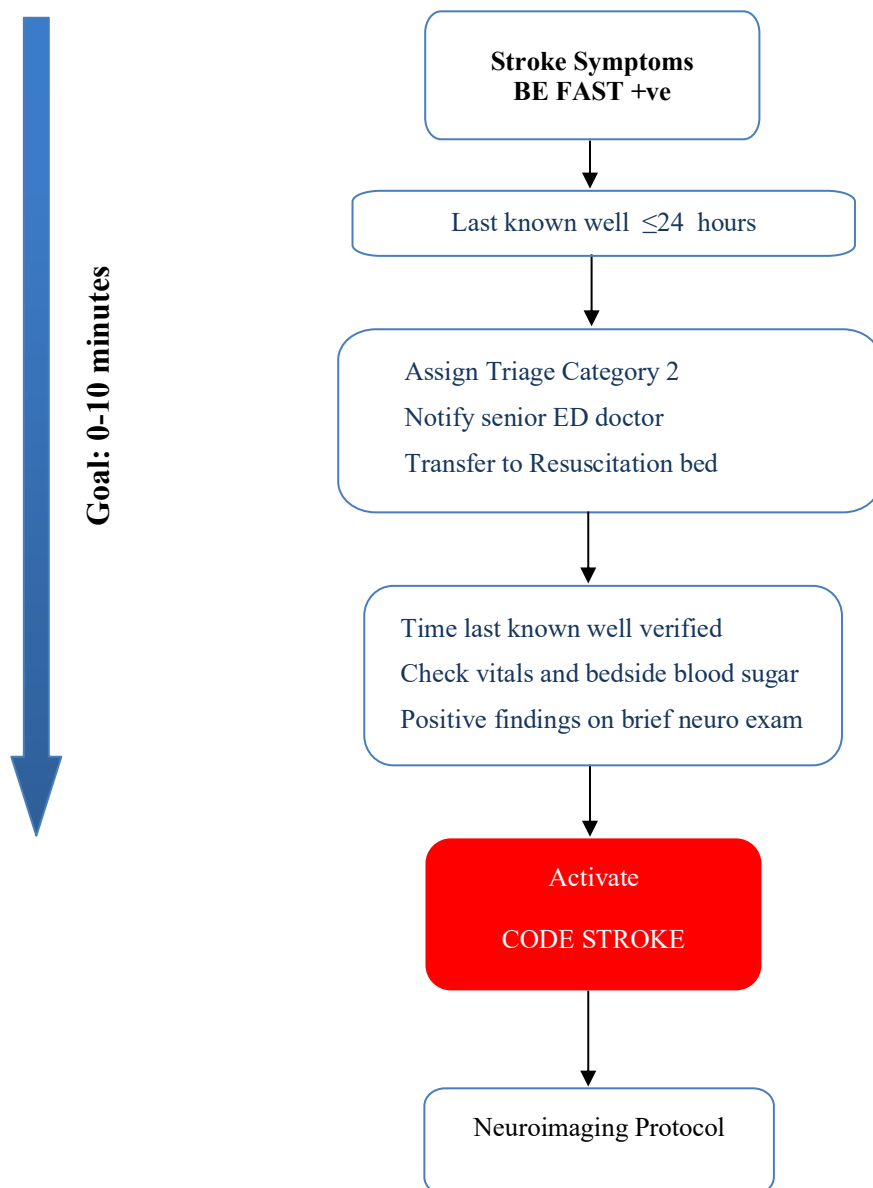 Stroke Symptoms
BE FAST +ve
Last known well ≤24 hours
Goal: 0-10 minutes
Assign Triage Category 2
Notify senior ED doctor
Transfer to Resuscitation bed
Time last known well verified
Check vitals and bedside blood sugar
Positive findings on brief neuro exam
Activate
CODE STROKE
Neuroimaging Protocol